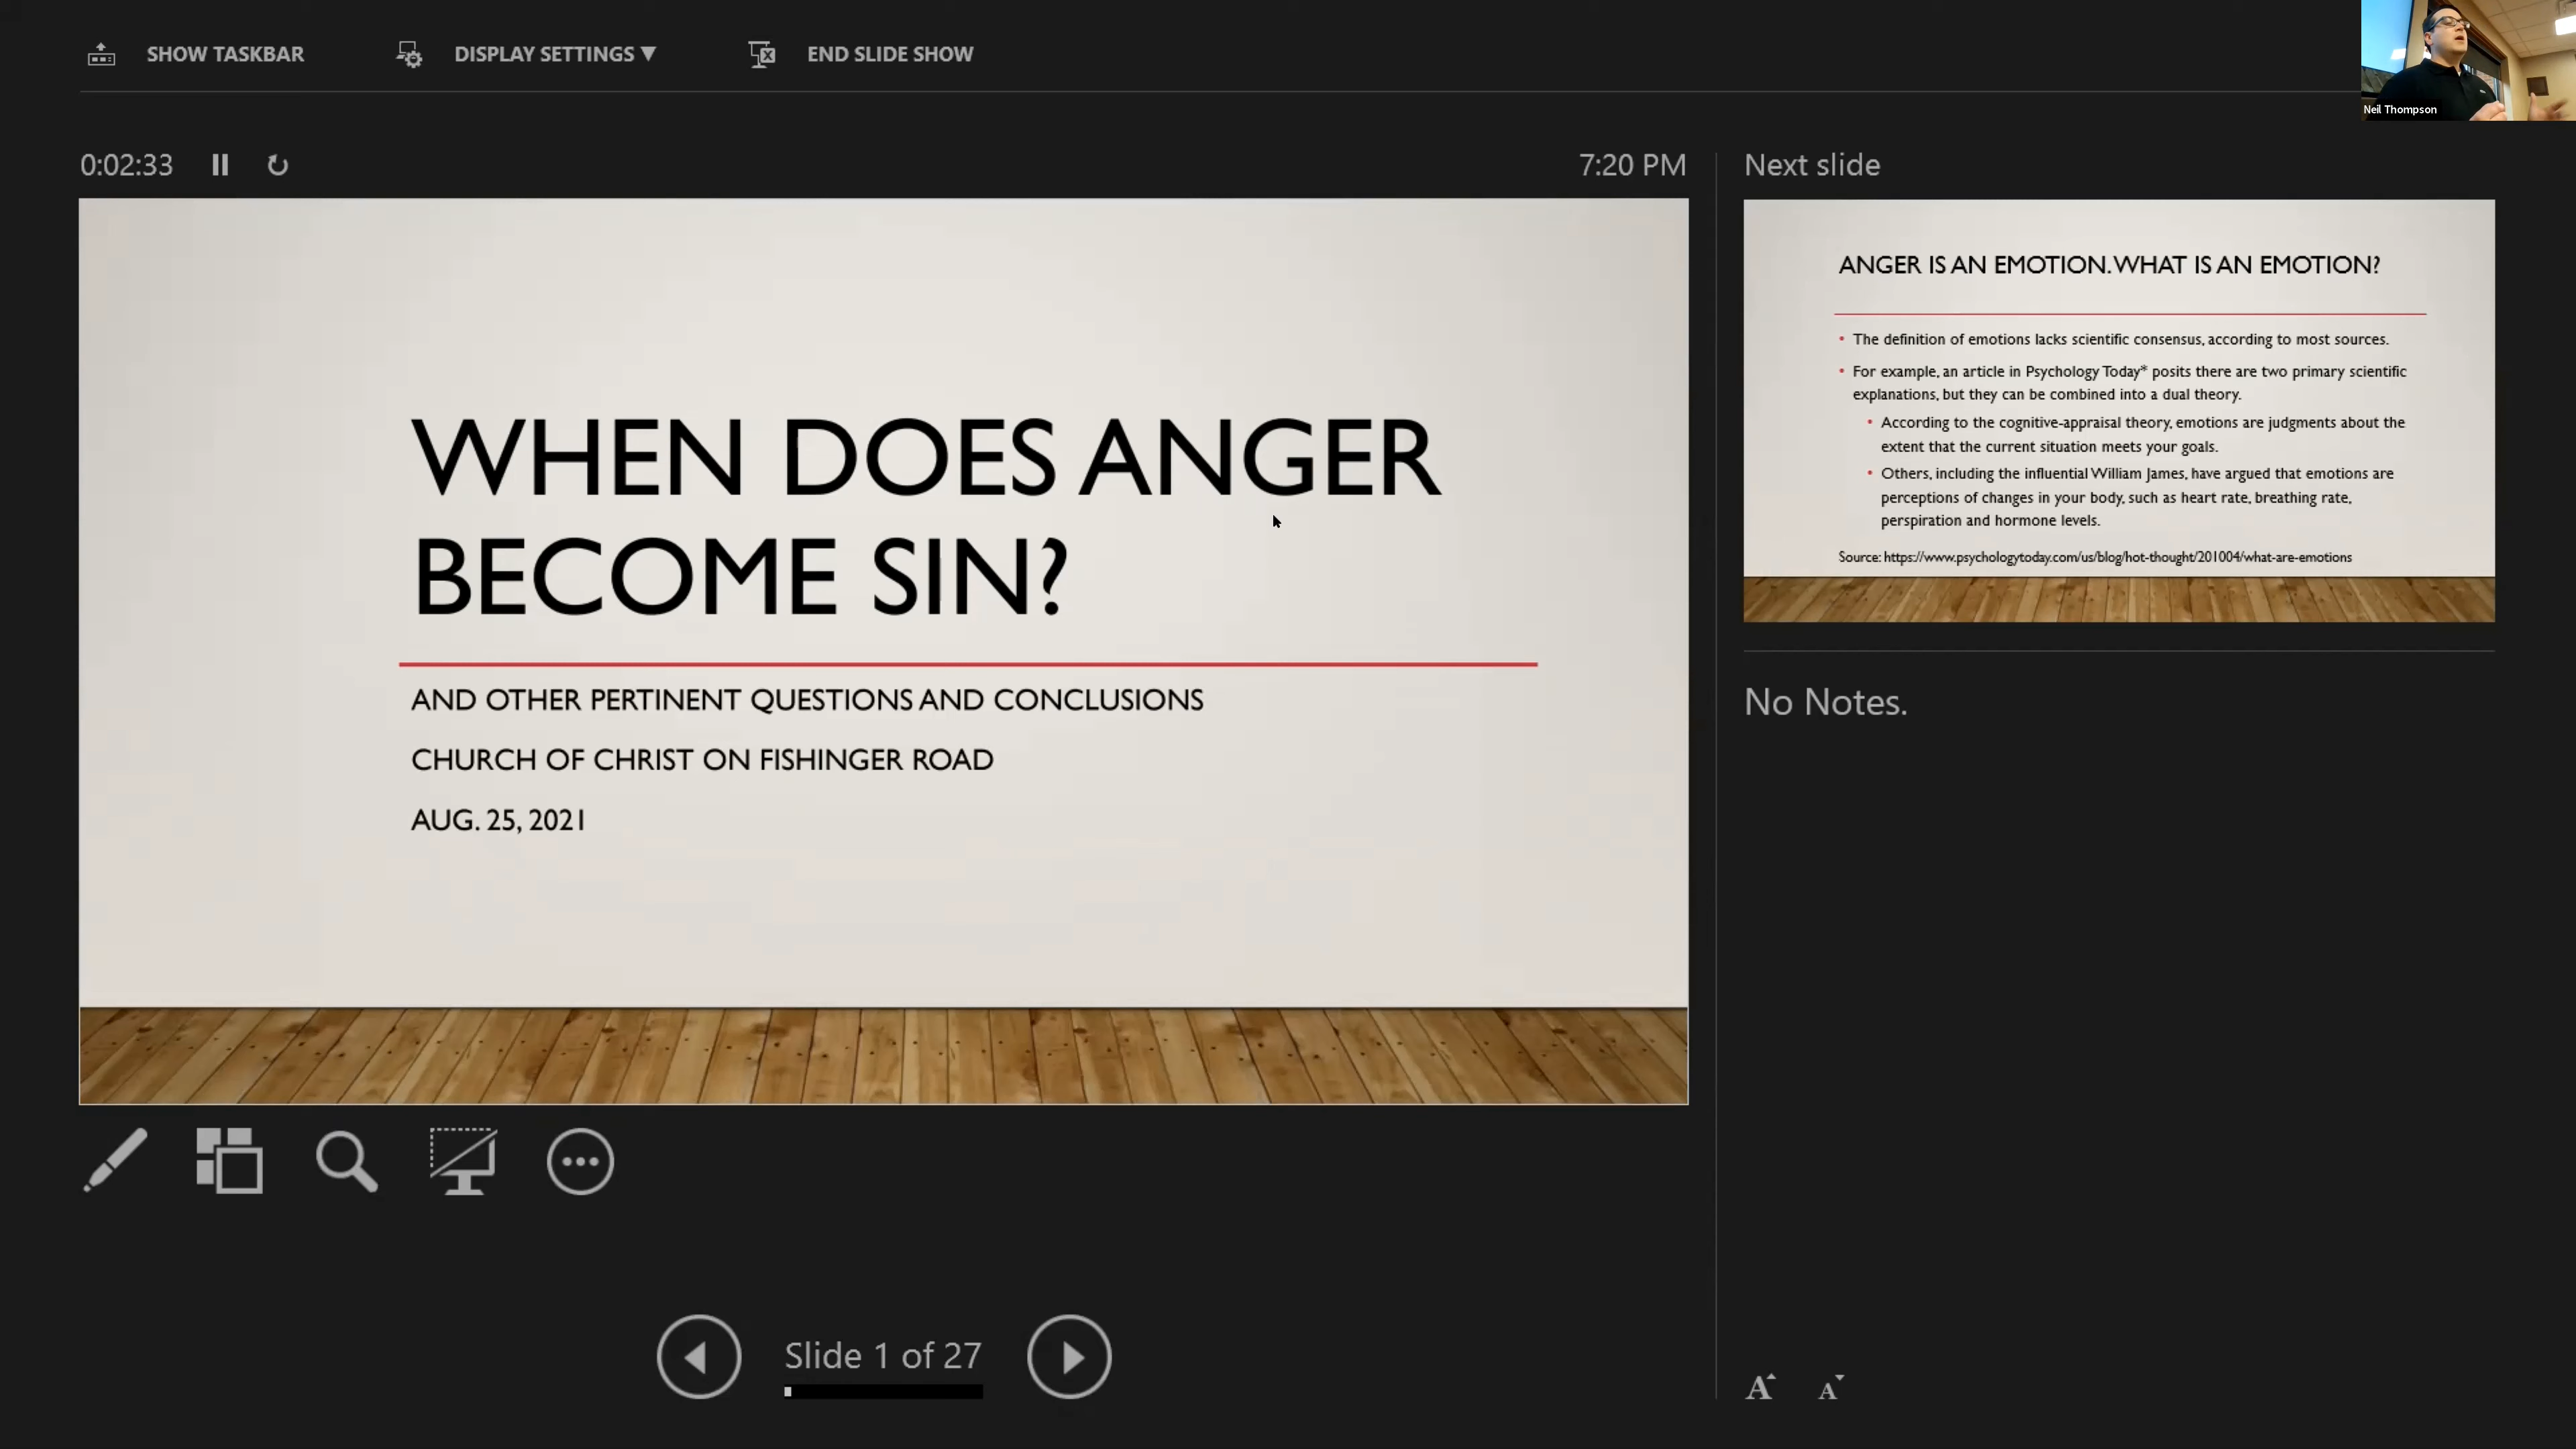 SHOW TASKBAR
DISPLAY SETTINGS ▼
END SLIDE SHOW
Neil Thompson
0:02:33
7:20 PM
WHEN DOES ANGER
BECOME SIN?
AND OTHER PERTINENT QUESTIONS AND CONCLUSIONS
CHURCH OF CHRIST ON FISHINGER ROAD
AUG. 25, 2021
Slide 1 of 27
Next slide
ANGER IS AN EMOTION. WHAT IS AN EMOTION?
• The definition of emotions lacks scientific consensus, according to most sources.
• For example, an article in Psychology Today* posits there are two primary scientific
explanations, but they can be combined into a dual theory.
• According to the cognitive-appraisal theory, emotions are judgments about the
extent that the current situation meets your goals.
• Others, including the influential William James, have argued that emotions are
perceptions of changes in your body, such as heart rate, breathing rate,
perspiration and hormone levels.
Source: https://www.psychologytoday.com/us/blog/hot-thought/201004/what-are-emotions
No Notes.
A A